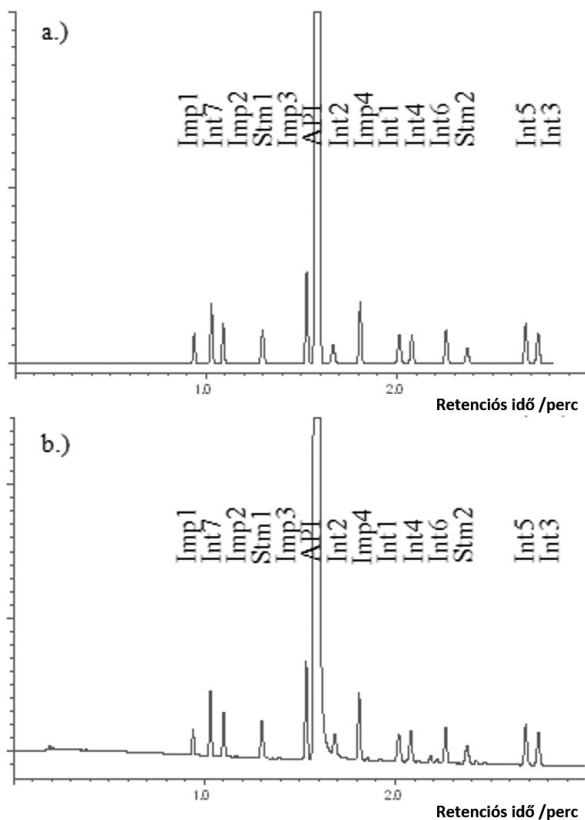 a.)
Imp1 Int7 Imp2 Stm1 Imp3 API Int2 Imp4 Int1 Int4 Int6 Stm2 Int5 Int3
1.0 2.0
Retenciós idő /perc
b.)
Imp1 Int7 Imp2 Stm1 Imp3 API Int2 Imp4 Int1 Int4 Int6 Stm2 Int5 Int3
1.0 2.0
Retenciós idő /perc